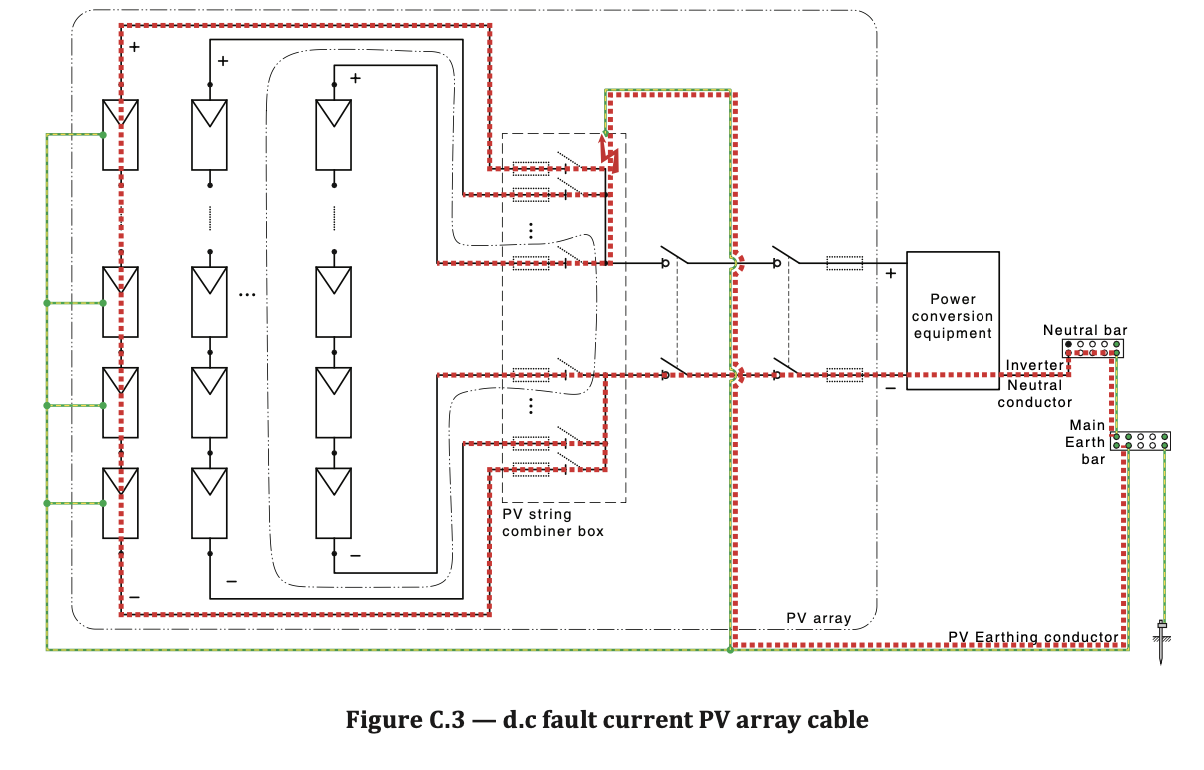 +
+
+
...
+
Power
conversion
equipment
Neutral bar
Inverter
Neutral
conductor
−
Main
Earth
bar
PV string
combiner box
−
−
−
PV array
PV Earthing conductor
Figure C.3 — d.c fault current PV array cable